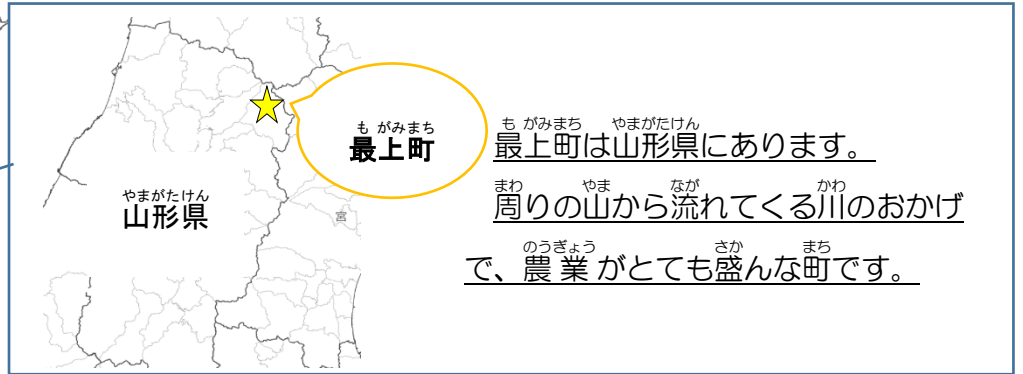 もがみまち
最上町
やまがたけん
山形県
宮
もがみまち やまがたけん
最上町は山形県にあります。
まわ やま なが かわ
周りの山から流れてくる川のおかげ
のうぎょう さか まち
で、農業がとても盛んな町です。